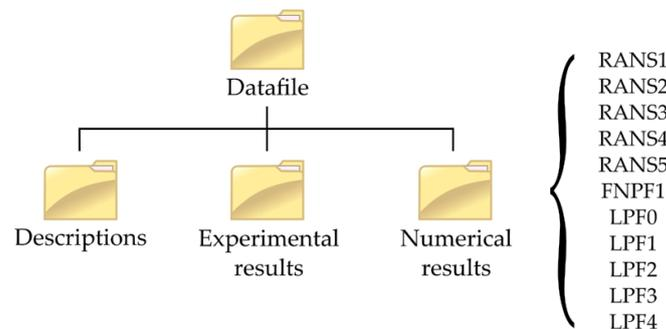 Datafile
Descriptions
Experimental
results
Numerical
results
RANS1
RANS2
RANS3
RANS4
RANS5
FNPF1
LPF0
LPF1
LPF2
LPF3
LPF4